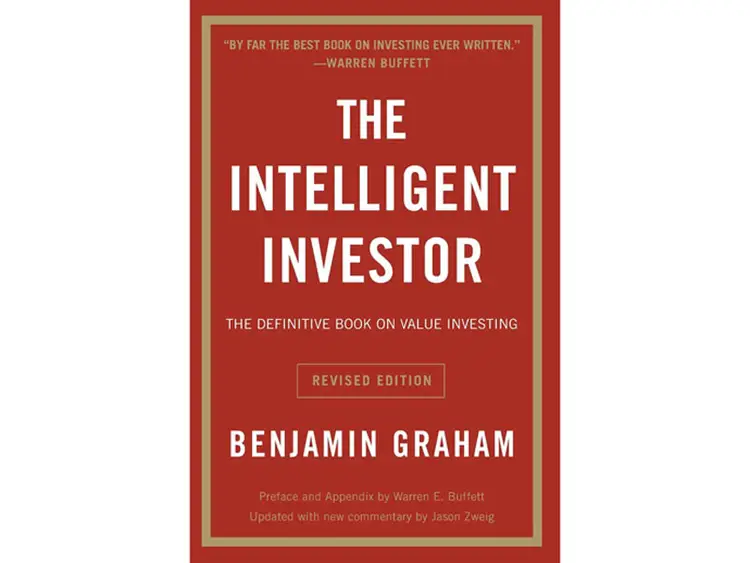 “BY FAR THE BEST BOOK ON INVESTING EVER WRITTEN.”
—WARREN BUFFETT
THE
INTELLIGENT
INVESTOR
THE DEFINITIVE BOOK ON VALUE INVESTING
REVISED EDITION
BENJAMIN GRAHAM
Preface and Appendix by Warren E. Buffett
Updated with new commentary by Jason Zweig